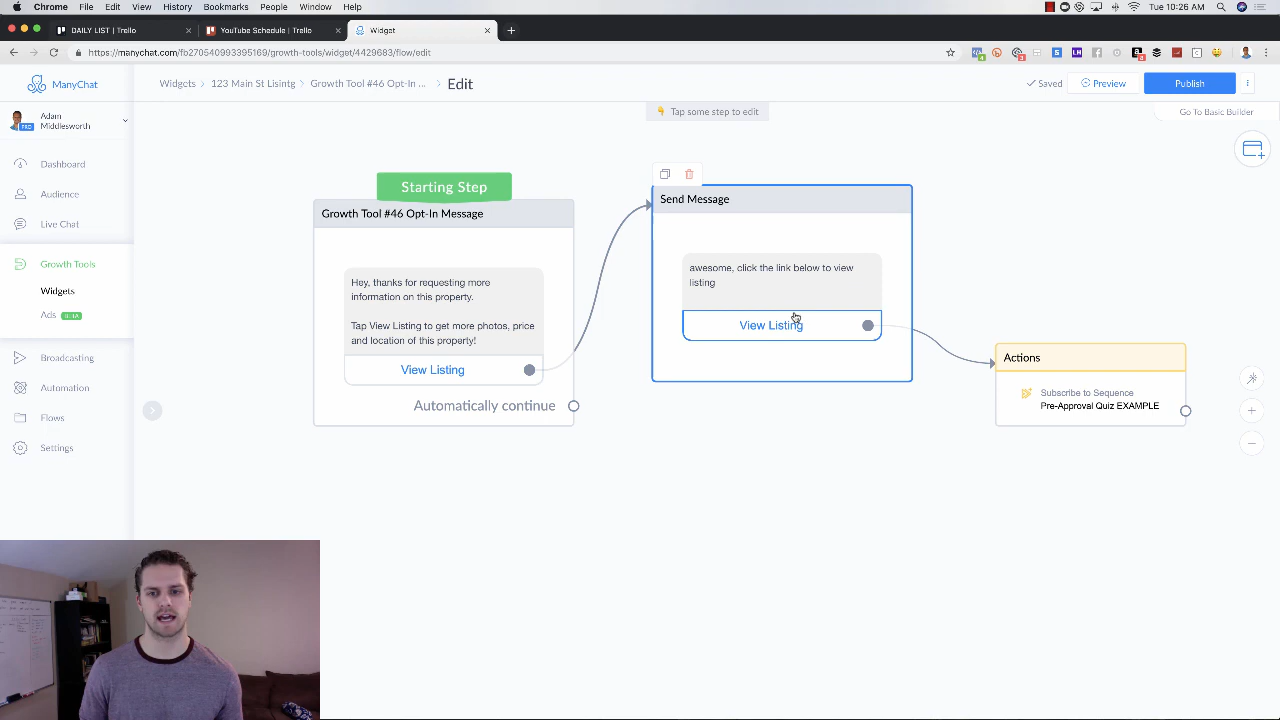 Chrome File Edit View History Bookmarks People Window Help
Tue 10:26 AM
DAILY LIST | Trello
YouTube Schedule | Trello
Widget
https://manychat.com/fb270540993395169/growth-tools/widget/4429683/flow/edit
ManyChat
Widgets
123 Main St Lisintg
Growth Tool #46 Opt-In ...
Edit
Saved
Preview
Publish
Adam
Middlesworth
PRO
Tap some step to edit
Go To Basic Builder
Dashboard
Audience
Live Chat
Growth Tools
Widgets
Ads BETA
Broadcasting
Automation
Flows
Settings
Starting Step
Growth Tool #46 Opt-In Message
Hey, thanks for requesting more
information on this property.
Tap View Listing to get more photos, price
and location of this property!
View Listing
Automatically continue
Send Message
awesome, click the link below to view
listing
View Listing
Actions
Subscribe to Sequence
Pre-Approval Quiz EXAMPLE